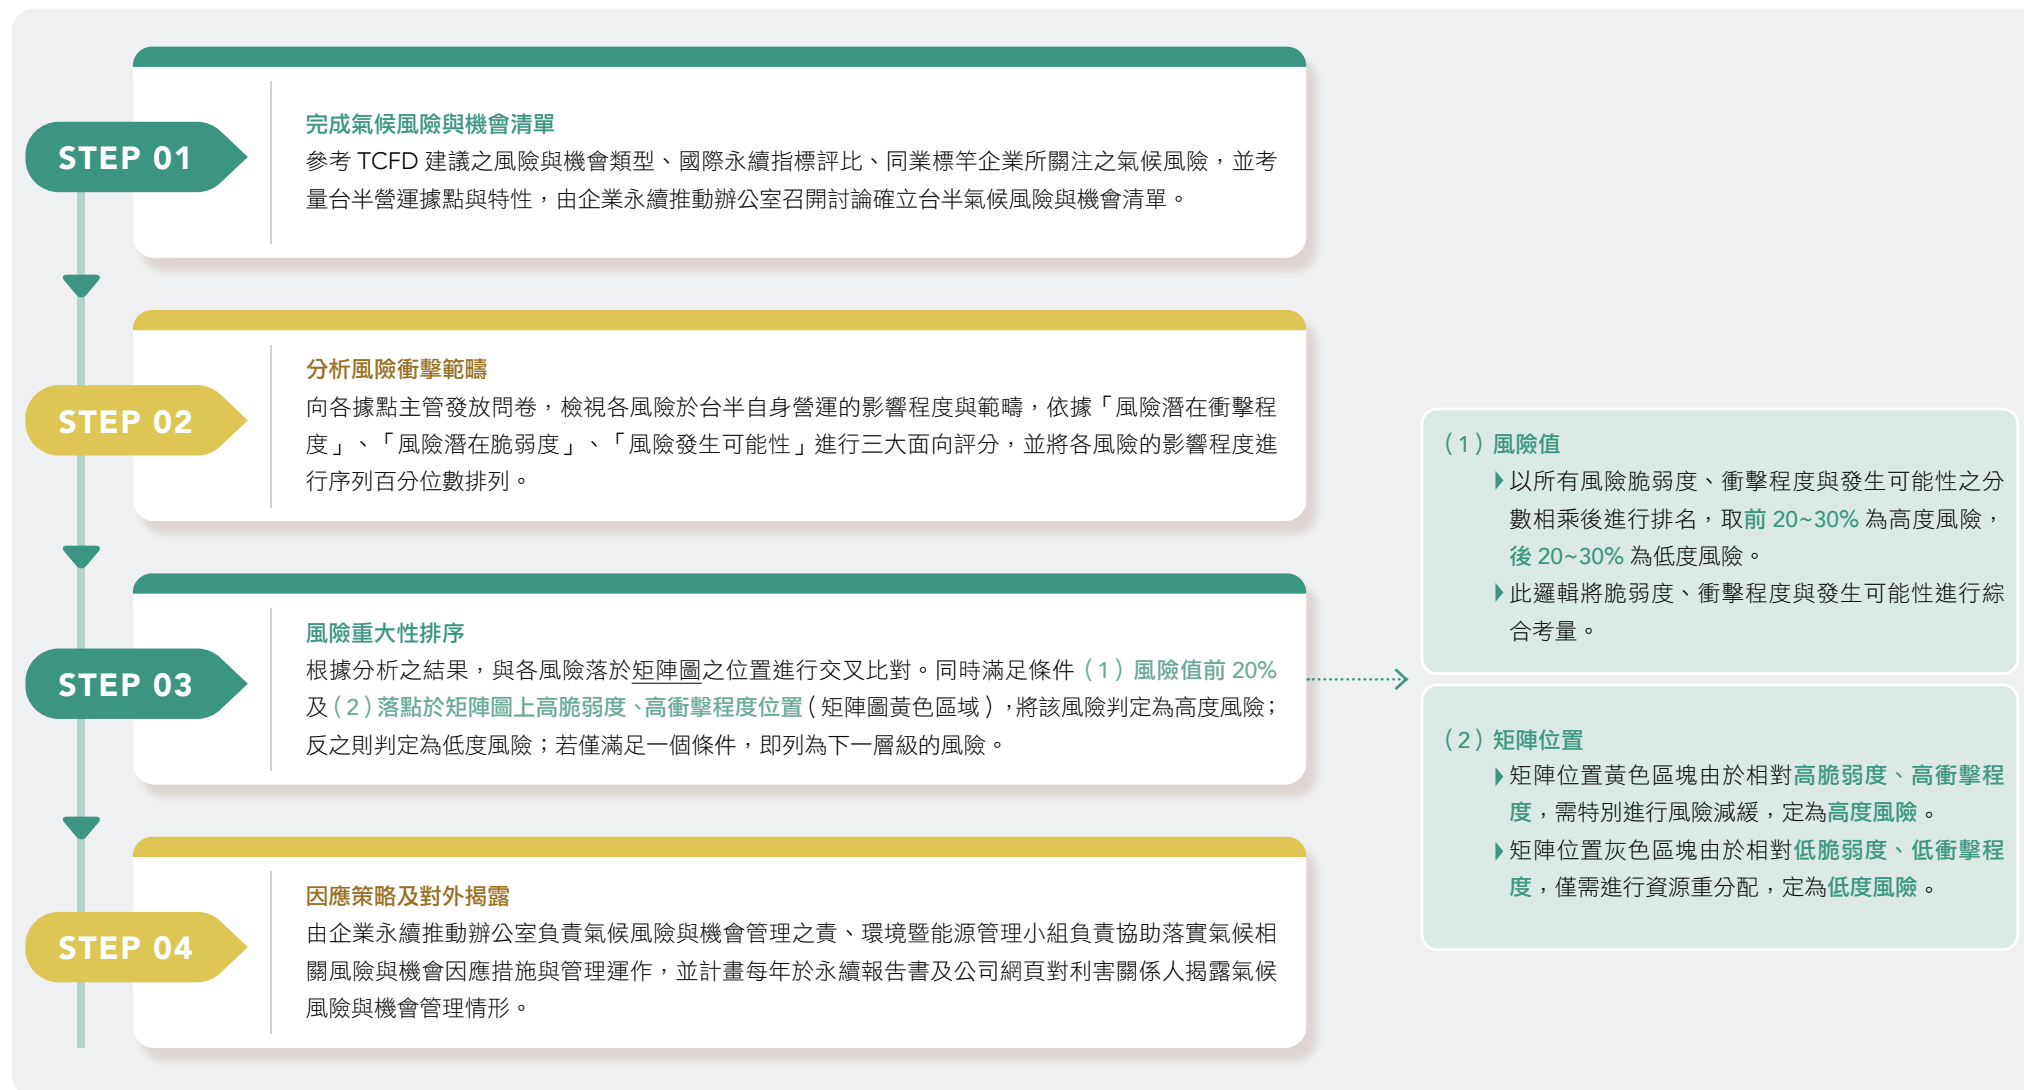 STEP 01
完成氣候風險與機會清單
參考 TCFD 建議之風險與機會類型、國際永續指標評比、同業標竿企業所關注之氣候風險，並考
量台半營運據點與特性，由企業永續推動辦公室召開討論確立台半氣候風險與機會清單。
STEP 02
分析風險衝擊範疇
向各據點主管發放問卷，檢視各風險於台半自身營運的影響程度與範疇，依據「風險潛在衝擊程
度」、「風險潛在脆弱度」、「風險發生可能性」進行三大面向評分，並將各風險的影響程度進
行序列百分位數排列。
STEP 03
風險重大性排序
根據分析之結果，與各風險落於矩陣圖之位置進行交叉比對。同時滿足條件（1）風險值前 20%
及（2）落點於矩陣圖上高脆弱度、高衝擊程度位置（矩陣圖黃色區域），將該風險判定為高度風險；
反之則判定為低度風險；若僅滿足一個條件，即列為下一層級的風險。
（1）風險值
以所有風險脆弱度、衝擊程度與發生可能性之分
數相乘後進行排名，取前 20~30% 為高度風險，
後 20~30% 為低度風險。
此邏輯將脆弱度、衝擊程度與發生可能性進行綜
合考量。
（2）矩陣位置
矩陣位置黃色區塊由於相對高脆弱度、高衝擊程
度，需特別進行風險減緩，定為高度風險。
矩陣位置灰色區塊由於相對低脆弱度、低衝擊程
度，僅需進行資源重分配，定為低度風險。
STEP 04
因應策略及對外揭露
由企業永續推動辦公室負責氣候風險與機會管理之責、環境暨能源管理小組負責協助落實氣候相
關風險與機會因應措施與管理運作，並計畫每年於永續報告書及公司網頁對利害關係人揭露氣候
風險與機會管理情形。